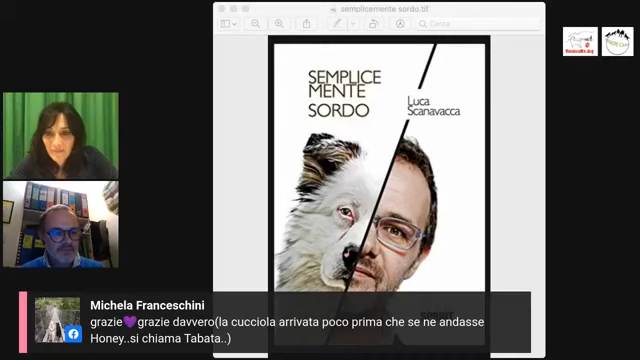 semplicemente sordo.tif
Cerca
SEMPLICE
MENTE
SORDO
Luca
Scanavacca
Michela Franceschini
grazie💜grazie davvero(la cucciola arrivata poco prima che se ne andasse
Honey..si chiama Tabata..)